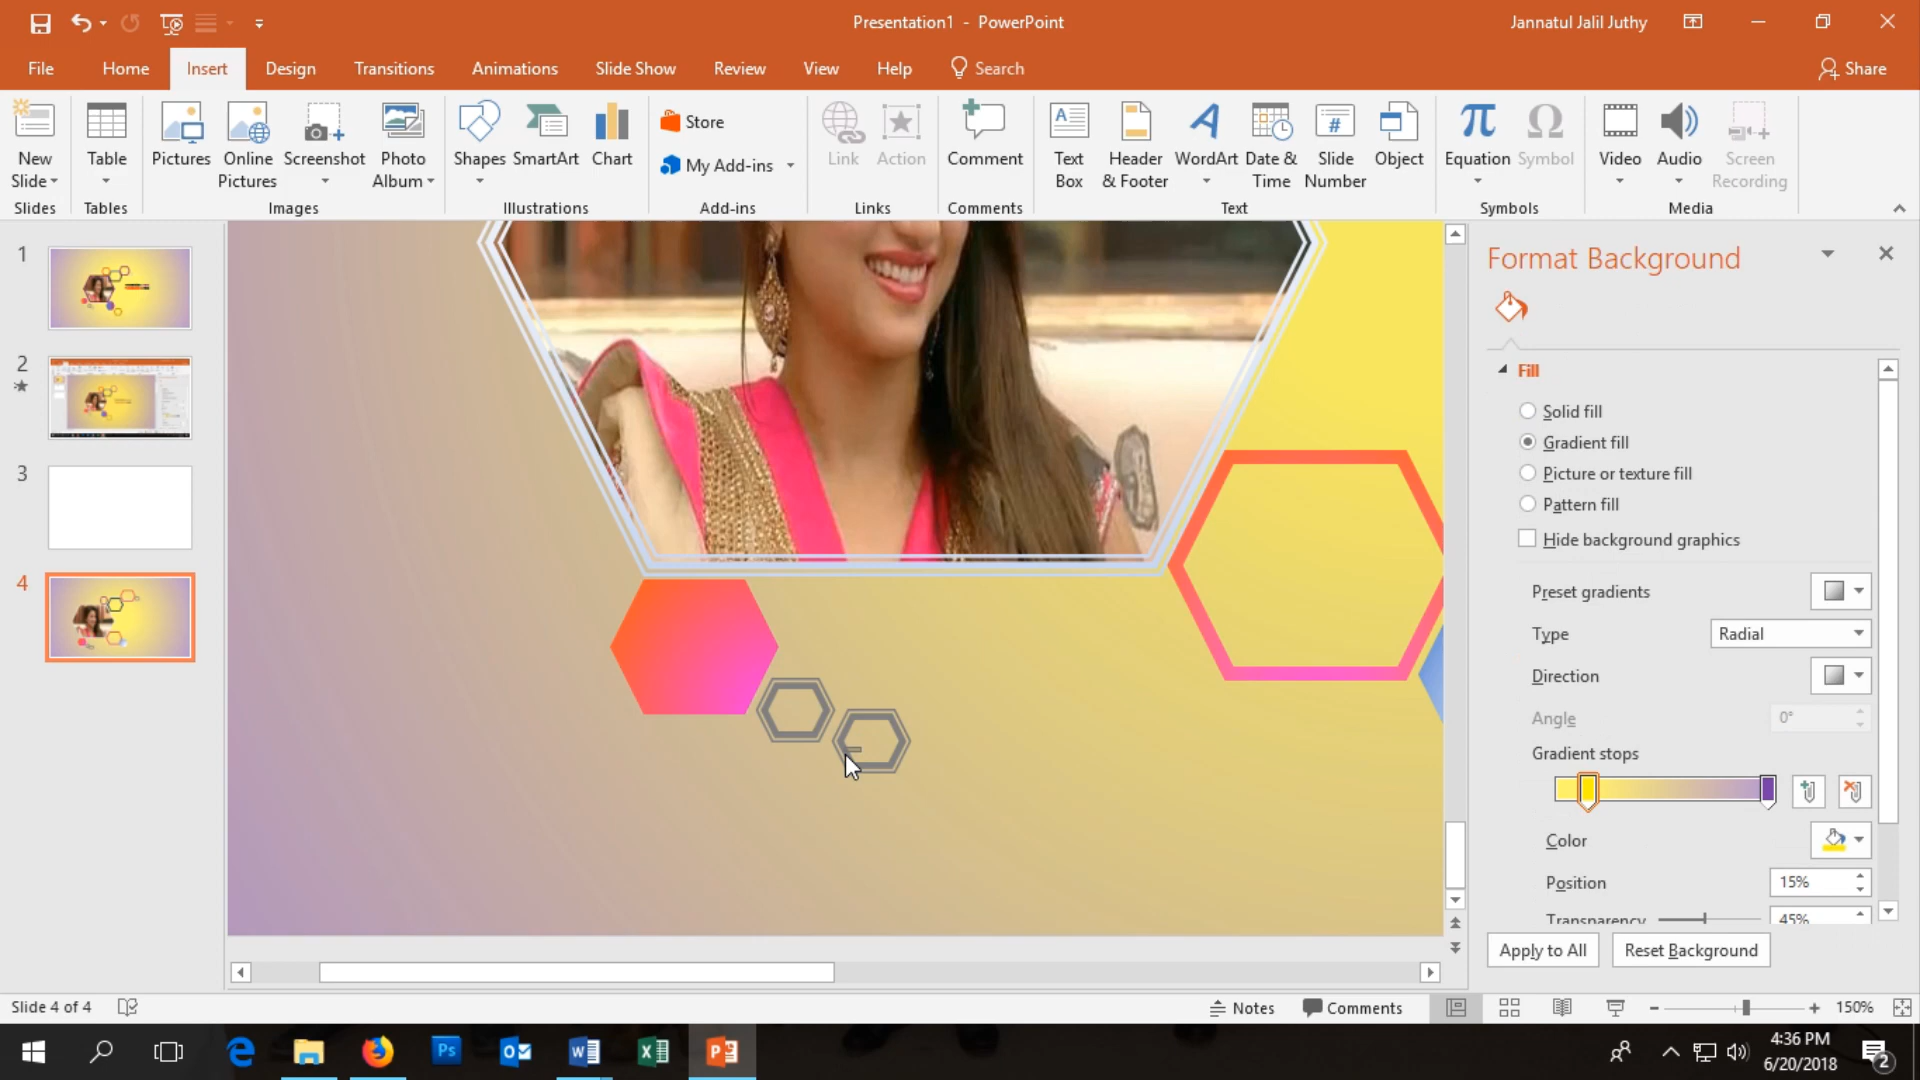 Presentation1 - PowerPoint
Jannatul Jalil Juthy
File Home Insert Design Transitions Animations Slide Show Review View Help Search Share
New Slide
Table
Pictures
Online Pictures
Screenshot
Photo Album
Shapes
SmartArt
Chart
Store
My Add-ins
Link
Action
Comment
Text Box
Header & Footer
WordArt
Date & Time
Slide Number
Object
Equation
Symbol
Video
Audio
Screen Recording
Slides Tables Images Illustrations Add-ins Links Comments Text Symbols Media
1
2
3
4
Format Background
Fill
Solid fill
Gradient fill
Picture or texture fill
Pattern fill
Hide background graphics
Preset gradients
Type Radial
Direction
Angle 0°
Gradient stops
Color
Position 15%
Transparency 45%
Apply to All Reset Background
Slide 4 of 4 Notes Comments 150%
4:36 PM
6/20/2018
2